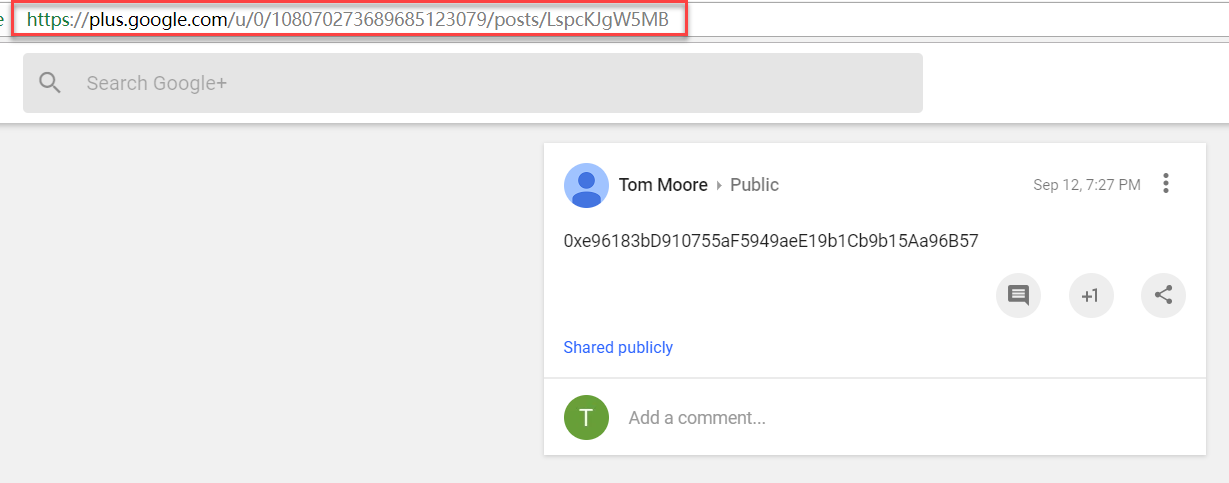 e https://plus.google.com/u/0/108070273689685123079/posts/LspcKJgW5MB
Search Google+
Tom Moore Public Sep 12, 7:27 PM
0xe96183bD910755aF5949aeE19b1Cb9b15Aa96B57
+1
Shared publicly
T Add a comment...